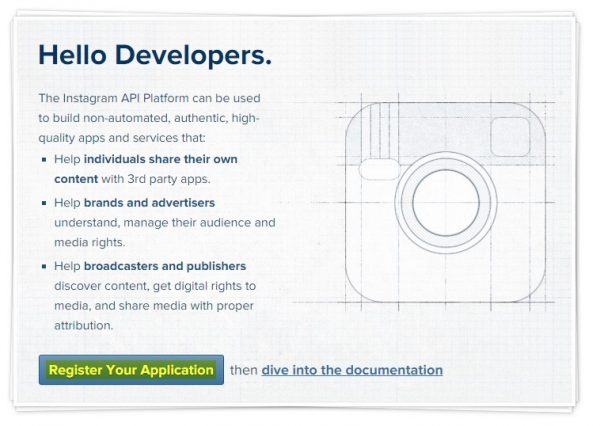 Hello Developers.
The Instagram API Platform can be used
to build non-automated, authentic, high-
quality apps and services that:
Help individuals share their own
content with 3rd party apps.
Help brands and advertisers
understand, manage their audience and
media rights.
Help broadcasters and publishers
discover content, get digital rights to
media, and share media with proper
attribution.
Register Your Application then dive into the documentation